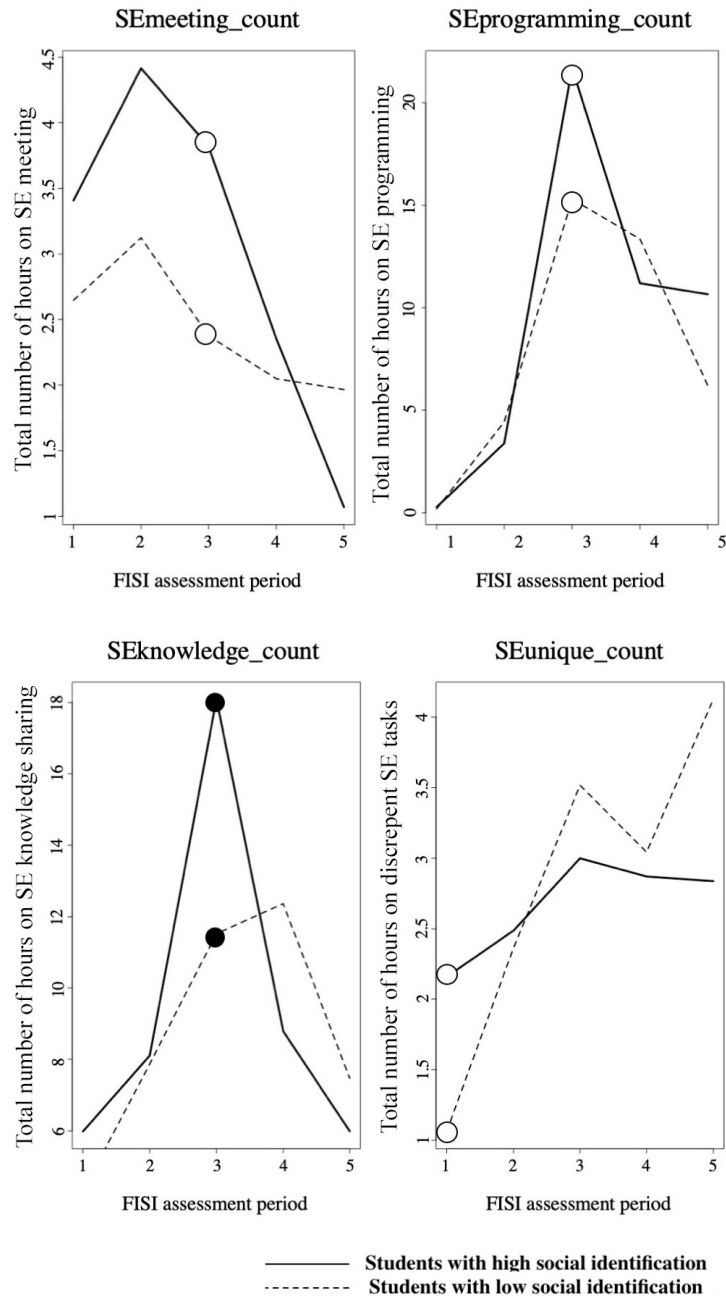 SEmeeting_count
SEprogramming_count
Total number of hours on SE meeting
4.5
4
3.5
3
2.5
2
1.5
1
1 2 3 4 5
FISI assessment period
Total number of hours on SE programming
20
15
10
5
0
1 2 3 4 5
FISI assessment period
SEknowledge_count
SEunique_count
Total number of hours on SE knowledge sharing
18
16
14
12
10
8
6
1 2 3 4 5
FISI assessment period
Total number of hours on discrepent SE tasks
4
3.5
3
2.5
2
1.5
1
1 2 3 4 5
FISI assessment period
Students with high social identification
Students with low social identification